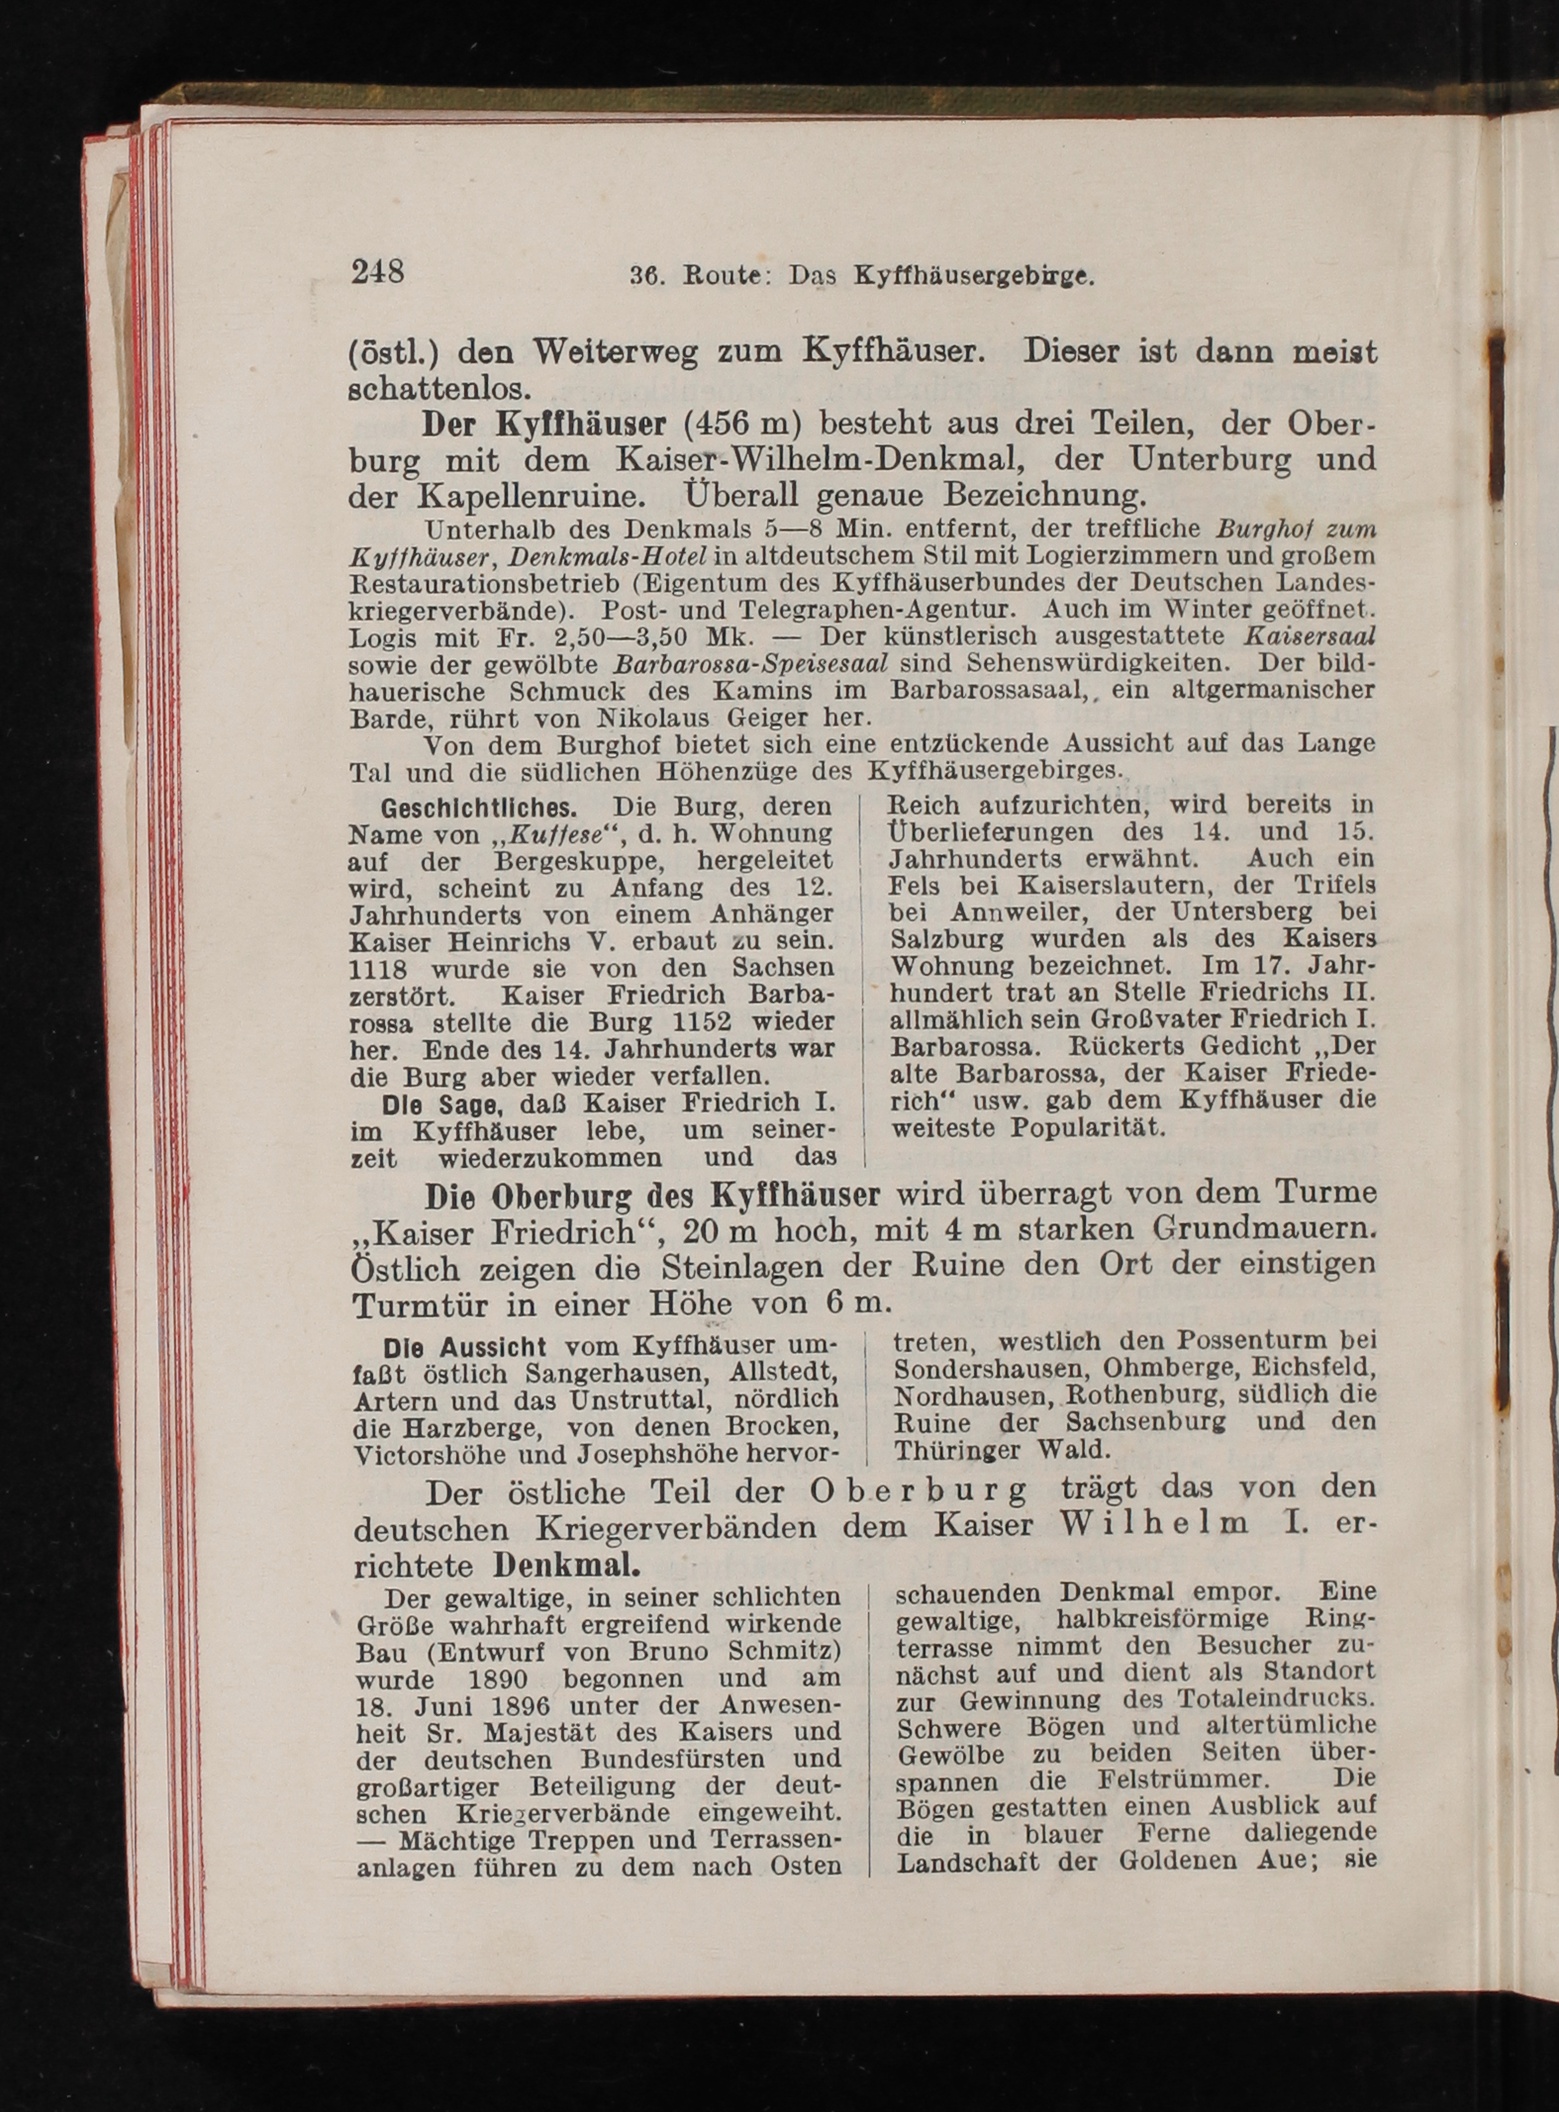 248
36. Route: Das Kyffhäusergebirge.
(östl.) den Weiterweg zum Kyffhäuser. Dieser ist dann meist
schattenlos.
Der Kyffhäuser (456 m) besteht aus drei Teilen, der Ober-
burg mit dem Kaiser-Wilhelm-Denkmal, der Unterburg und
der Kapellenruine. Überall genaue Bezeichnung.
Unterhalb des Denkmals 5—8 Min. entfernt, der treffliche Burghof zum
Kyffhäuser, Denkmals-Hotel in altdeutschem Stil mit Logierzimmern und großem
Restaurationsbetrieb (Eigentum des Kyffhäuserbundes der Deutschen Landes-
kriegerverbände). Post- und Telegraphen-Agentur. Auch im Winter geöffnet.
Logis mit Fr. 2,50—3,50 Mk. — Der künstlerisch ausgestattete Kaisersaal
sowie der gewölbte Barbarossa-Speisesaal sind Sehenswürdigkeiten. Der bild-
hauerische Schmuck des Kamins im Barbarossasaal, ein altgermanischer
Barde, rührt von Nikolaus Geiger her.
Von dem Burghof bietet sich eine entzückende Aussicht auf das Lange
Tal und die südlichen Höhenzüge des Kyffhäusergebirges.
Geschichtliches. Die Burg, deren
Name von „Kuffese“, d. h. Wohnung
auf der Bergeskuppe, hergeleitet
wird, scheint zu Anfang des 12.
Jahrhunderts von einem Anhänger
Kaiser Heinrichs V. erbaut zu sein.
1118 wurde sie von den Sachsen
zerstört. Kaiser Friedrich Barba-
rossa stellte die Burg 1152 wieder
her. Ende des 14. Jahrhunderts war
die Burg aber wieder verfallen.
Die Sage, daß Kaiser Friedrich I.
im Kyffhäuser lebe, um seiner-
zeit wiederzukommen und das
Reich aufzurichten, wird bereits in
Überlieferungen des 14. und 15.
Jahrhunderts erwähnt. Auch ein
Fels bei Kaiserslautern, der Trifels
bei Annweiler, der Untersberg bei
Salzburg wurden als des Kaisers
Wohnung bezeichnet. Im 17. Jahr-
hundert trat an Stelle Friedrichs II.
allmählich sein Großvater Friedrich I.
Barbarossa. Rückerts Gedicht „Der
alte Barbarossa, der Kaiser Friede-
rich“ usw. gab dem Kyffhäuser die
weiteste Popularität.
Die Oberburg des Kyffhäuser wird überragt von dem Turme
„Kaiser Friedrich“, 20 m hoch, mit 4 m starken Grundmauern.
Östlich zeigen die Steinlagen der Ruine den Ort der einstigen
Turmtür in einer Höhe von 6 m.
Die Aussicht vom Kyffhäuser um-
faßt östlich Sangerhausen, Allstedt,
Artern und das Unstruttal, nördlich
die Harzberge, von denen Brocken,
Victorshöhe und Josephshöhe hervor-
treten, westlich den Possenturm bei
Sondershausen, Ohmberge, Eichsfeld,
Nordhausen, Rothenburg, südlich die
Ruine der Sachsenburg und den
Thüringer Wald.
Der östliche Teil der Oberburg trägt das von den
deutschen Kriegerverbänden dem Kaiser Wilhelm I. er-
richtete Denkmal.
Der gewaltige, in seiner schlichten
Größe wahrhaft ergreifend wirkende
Bau (Entwurf von Bruno Schmitz)
wurde 1890 begonnen und am
18. Juni 1896 unter der Anwesen-
heit Sr. Majestät des Kaisers und
der deutschen Bundesfürsten und
großartiger Beteiligung der deut-
schen Kriegerverbände eingeweiht.
— Mächtige Treppen und Terrassen-
anlagen führen zu dem nach Osten
schauenden Denkmal empor. Eine
gewaltige, halbkreisförmige Ring-
terrasse nimmt den Besucher zu-
nächst auf und dient als Standort
zur Gewinnung des Totaleindrucks.
Schwere Bögen und altertümliche
Gewölbe zu beiden Seiten über-
spannen die Felstrümmer. Die
Bögen gestatten einen Ausblick auf
die in blauer Ferne daliegende
Landschaft der Goldenen Aue; sie